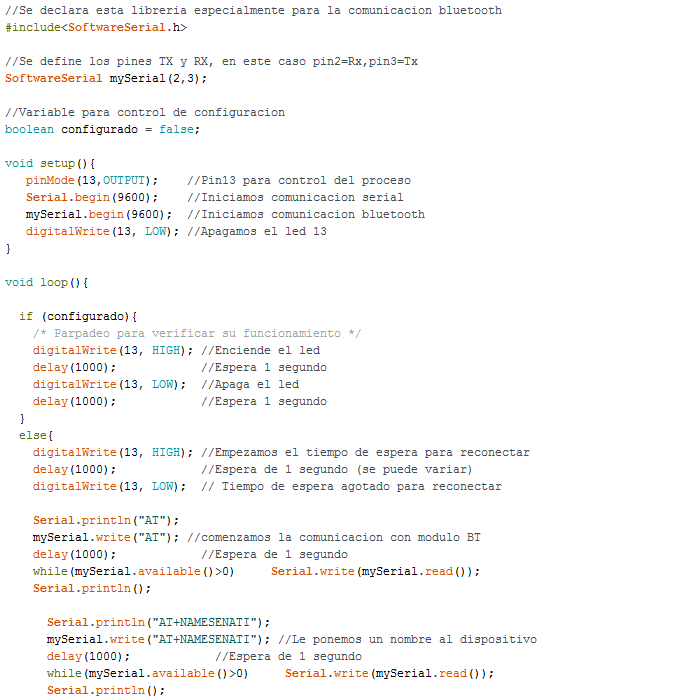 //Se declara esta libreria especialmente para la comunicacion bluetooth
#include<SoftwareSerial.h>

//Se define los pines TX y RX, en este caso pin2=Rx,pin3=Tx
SoftwareSerial mySerial(2,3);

//Variable para control de configuracion
boolean configurado = false;

void setup(){
   pinMode(13,OUTPUT);    //Pin13 para control del proceso
   Serial.begin(9600);    //Iniciamos comunicacion serial
   mySerial.begin(9600);  //Iniciamos comunicacion bluetooth
   digitalWrite(13, LOW); //Apagamos el led 13
}

void loop(){

  if (configurado){
    /* Parpadeo para verificar su funcionamiento */
    digitalWrite(13, HIGH); //Enciende el led
    delay(1000);            //Espera 1 segundo
    digitalWrite(13, LOW);  //Apaga el led
    delay(1000);            //Espera 1 segundo
  }
  else{
    digitalWrite(13, HIGH); //Empezamos el tiempo de espera para reconectar
    delay(1000);            //Espera de 1 segundo (se puede variar)
    digitalWrite(13, LOW);  // Tiempo de espera agotado para reconectar

    Serial.println("AT");
    mySerial.write("AT"); //comenzamos la comunicacion con modulo BT
    delay(1000);            //Espera de 1 segundo
    while(mySerial.available()>0)     Serial.write(mySerial.read());
    Serial.println();

      Serial.println("AT+NAMESENATI");
      mySerial.write("AT+NAMESENATI"); //Le ponemos un nombre al dispositivo
      delay(1000);            //Espera de 1 segundo
      while(mySerial.available()>0)     Serial.write(mySerial.read());
      Serial.println();